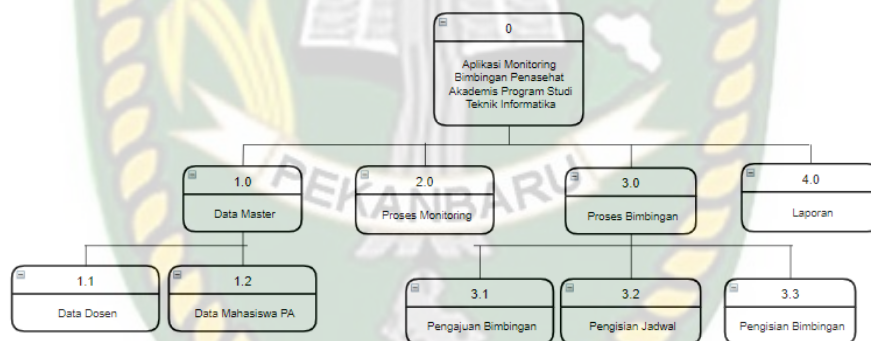 0
Aplikasi Monitoring
Bimbingan Penasehat
Akademis Program Studi
Teknik Informatika
1.0
Data Master
2.0
Proses Monitoring
3.0
Proses Bimbingan
4.0
Laporan
PEKANBARU
1.1
Data Dosen
1.2
Data Mahasiswa PA
3.1
Pengajuan Bimbingan
3.2
Pengisian Jadwal
3.3
Pengisian Bimbingan